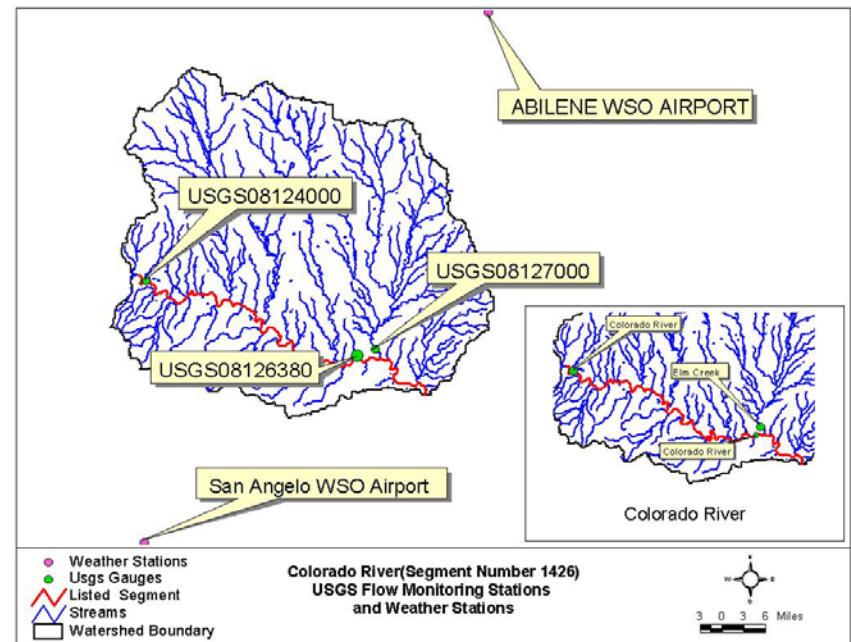 ABILENE WSO AIRPORT
USGS08124000
USGS08127000
USGS08126380
San Angelo WSO Airport
Colorado River
Elm Creek
Colorado River
Colorado River
Weather Stations
Usgs Gauges
Listed Segment
Streams
Watershed Boundary
Colorado River(Segment Number 1426)
USGS Flow Monitoring Stations
and Weather Stations
3 0 3 6 Miles